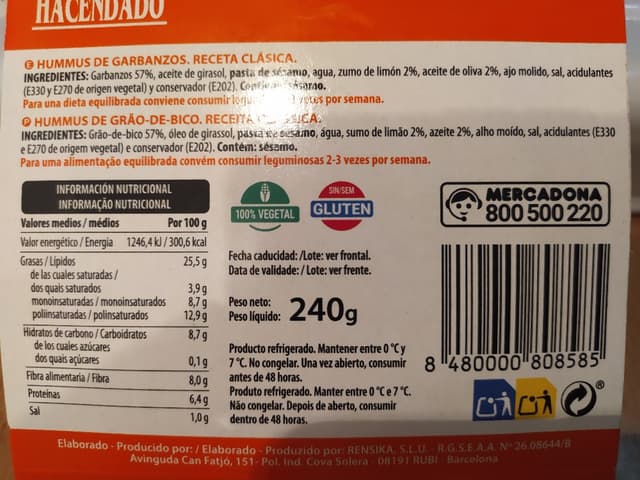 HACENDADO
E HUMMUS DE GARBANZOS. RECETA CLÁSICA.
INGREDIENTES: Garbanzos 57%, aceite de girasol, pasta de sésamo, agua, zumo de limón 2%, aceite de oliva 2%, ajo molido, sal, acidulantes
(E330 y E270 de origen vegetal) y conservador (E202). sésamo.
Para una dieta equilibrada conviene consumir veces por semana.
P HUMMUS DE GRÃO-DE-BICO. RECEITA CLÁSSICA.
INGREDIENTES: Grão-de-bico 57%, óleo de girassol, pasta de sésamo, água, sumo de limão 2%, azeite 2%, alho moído, sal, acidulantes (E330
e E270 de origem vegetal) e conservador (E202). Contém: sésamo.
Para uma alimentação equilibrada convém consumir leguminosas 2-3 vezes por semana.
INFORMACIÓN NUTRICIONAL
INFORMAÇÃO NUTRICIONAL
Valores medios / médios Por 100 g
Valor energético / Energia 1246,4 kJ / 300,6 kcal
Grasas / Lípidos 25,5 g
de las cuales saturadas /
dos quais saturados 3,9 g
monoinsaturadas / monoinsaturados 8,7 g
poliinsaturadas / polinsaturados 12,9 g
Hidratos de carbono / Carboidratos 8,7 g
de los cuales azúcares
dos quais açúcares 0,1 g
Fibra alimentaria / Fibra 8,0 g
Proteínas 6,4 g
Sal 1,0 g
100% VEGETAL
SIN/SEM
GLUTEN
Fecha caducidad: /Lote: ver frontal.
Data de validade: / Lote: ver frente.
Peso neto:
Peso líquido: 240g
Producto refrigerado. Mantener entre 0 °C y
7 °C. No congelar. Una vez abierto, consumir
antes de 48 horas.
Produto refrigerado. Manter entre 0 °C e 7 °C.
Não congelar. Depois de aberto, consumir
dentro de 48 horas.
MERCADONA
800 500 220
8 480000 808585
®
Elaborado - Producido por: / Elaborado - Produzido por: RENSIKA, S.L.U. - R.G.S.E.A.A. Nº 26.08644/B
Avinguda Can Fatjó, 151- Pol. Ind. Cova Solera - 08191 RUBI - Barcelona